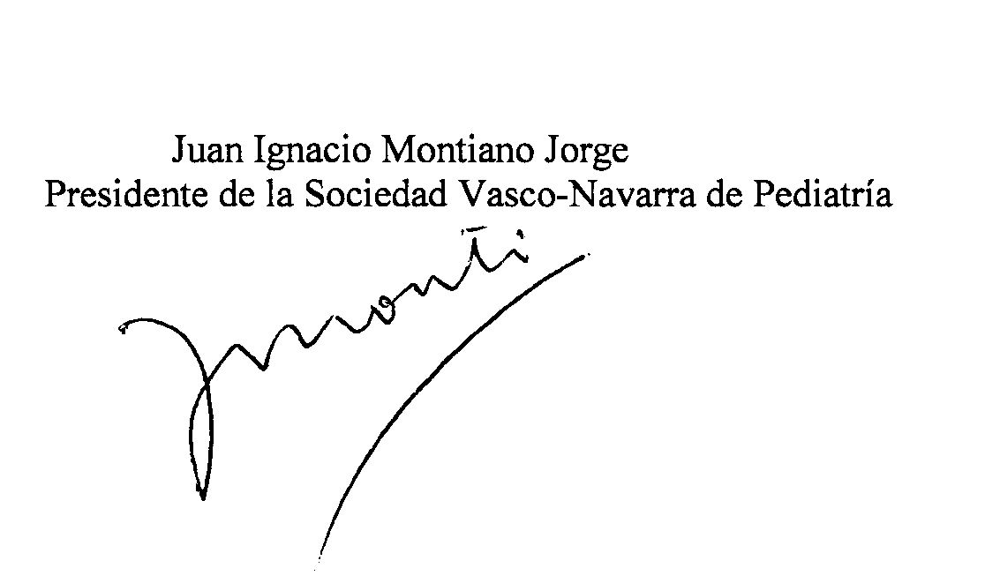 Juan Ignacio Montiano Jorge
Presidente de la Sociedad Vasco-Navarra de Pediatría